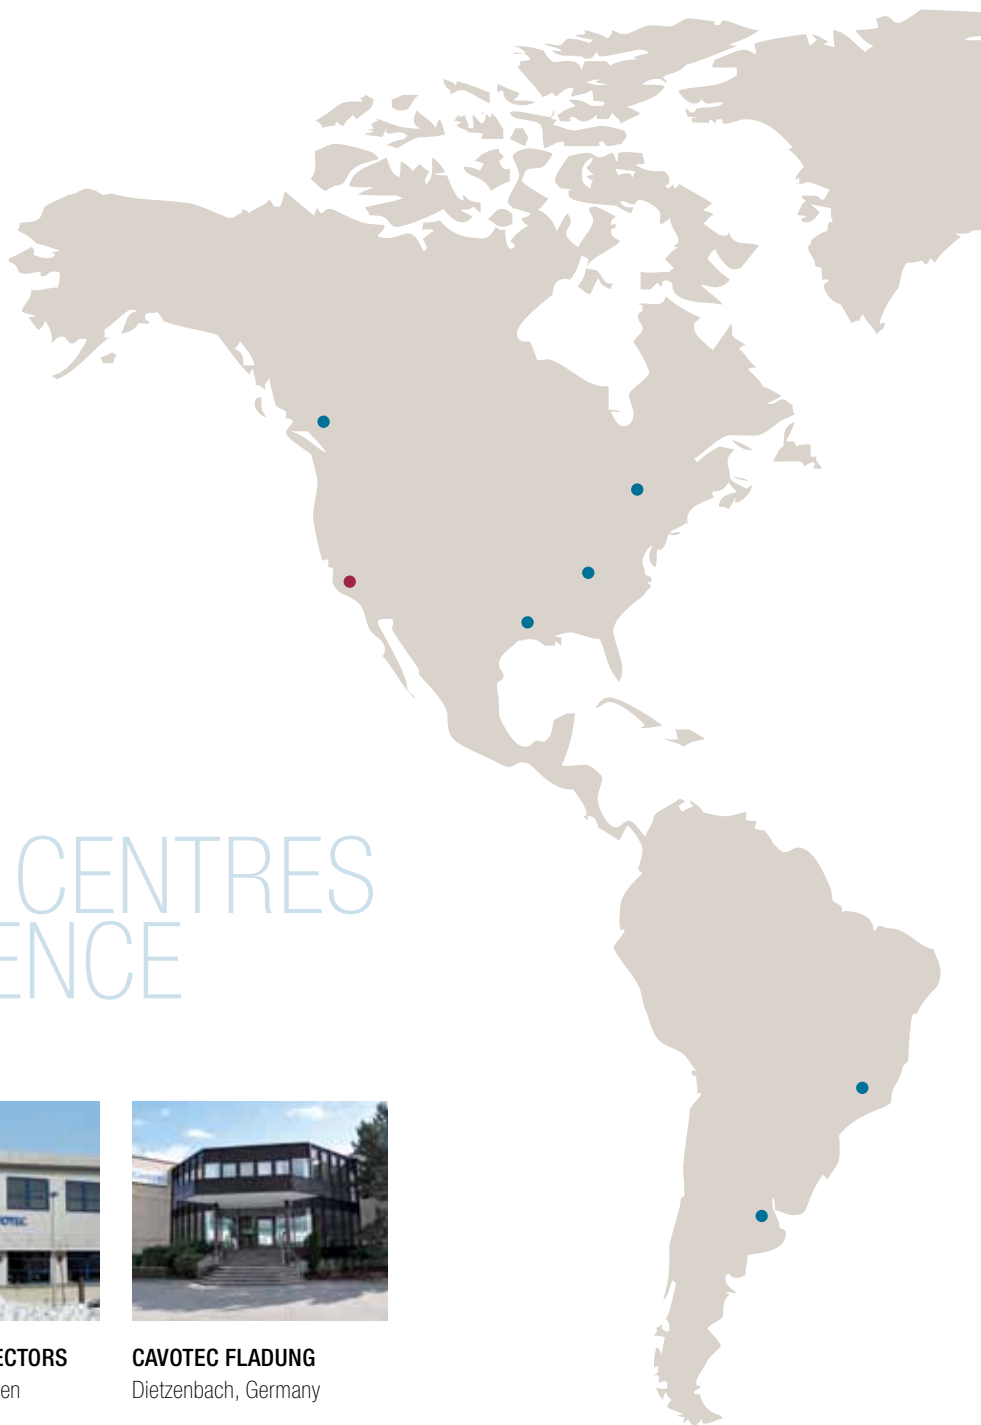 CENTRES
ENCE
ECTORS
en
CAVOTEC FLADUNG
Dietzenbach, Germany